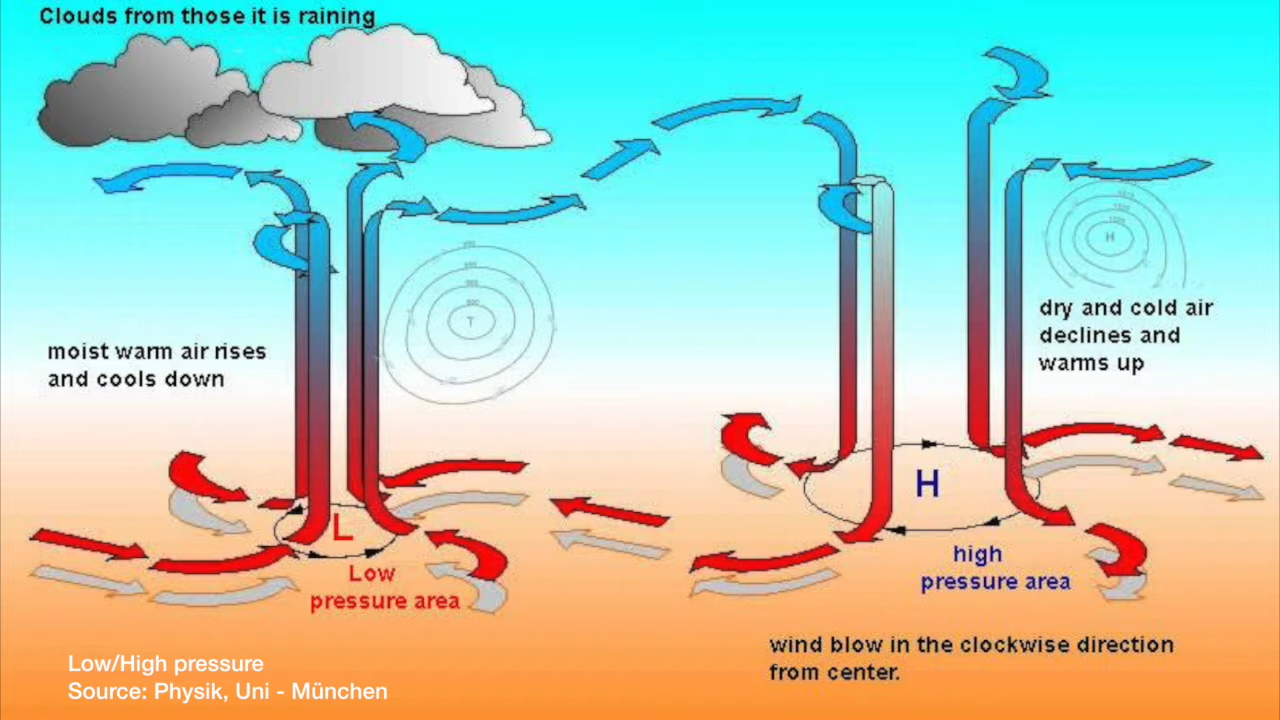 Clouds from those it is raining
moist warm air rises
and cools down
T
H
dry and cold air
declines and
warms up
L
Low
pressure area
H
high
pressure area
wind blow in the clockwise direction
from center.
Low/High pressure
Source: Physik, Uni - München